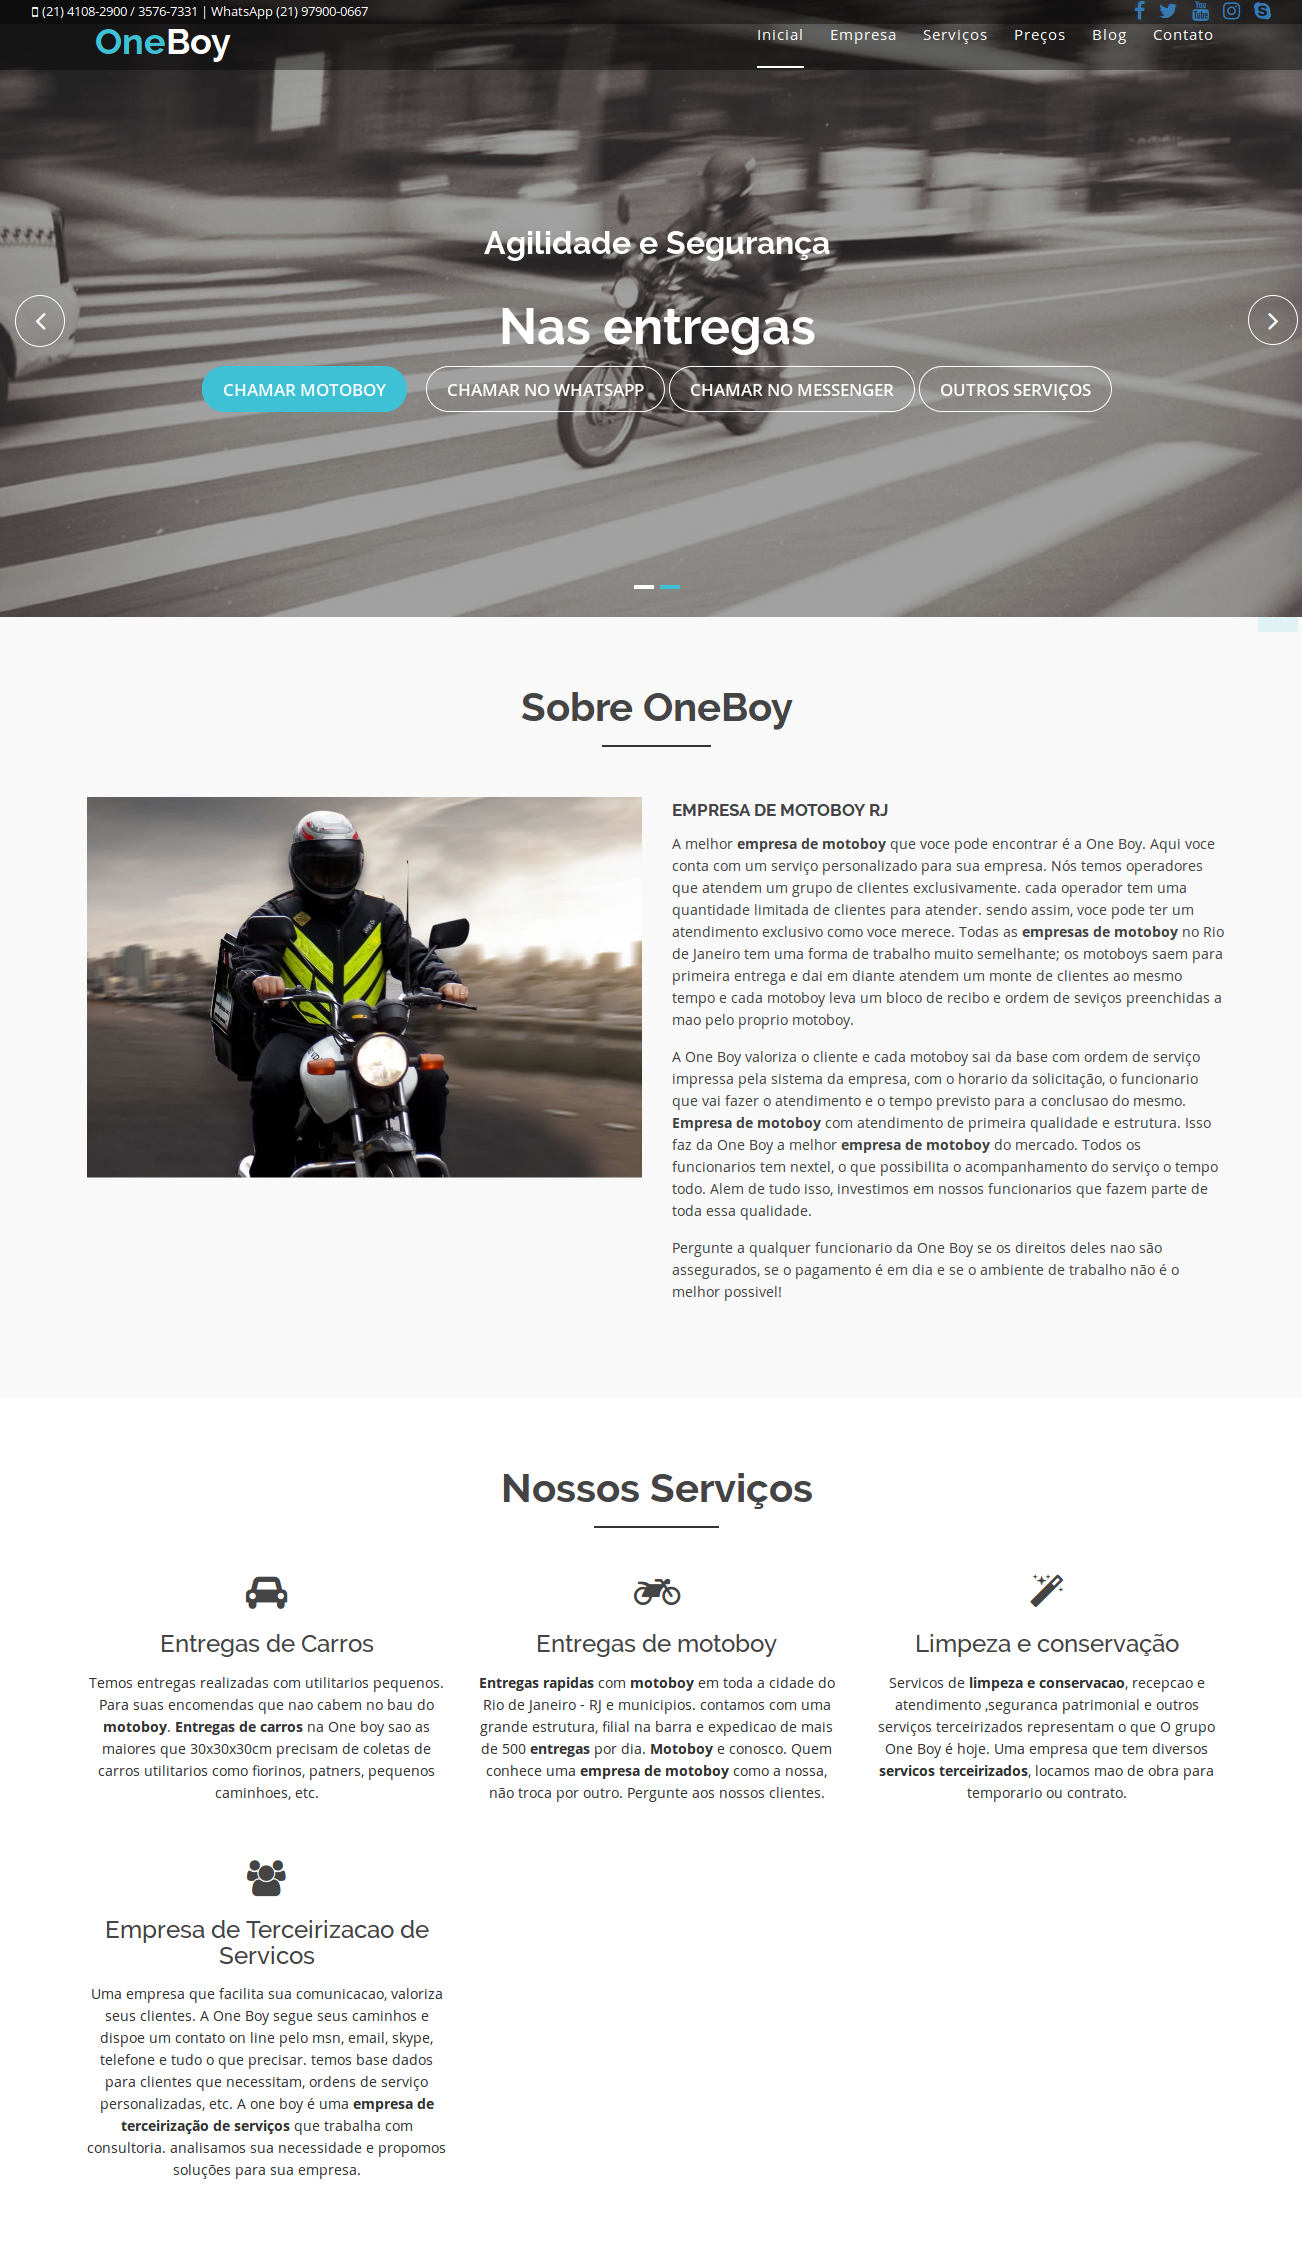 (21) 4108-2900 / 3576-7331 | WhatsApp (21) 97900-0667
OneBoy
Inicial Empresa Serviços Preços Blog Contato
Agilidade e Segurança
Nas entregas
CHAMAR MOTOBOY CHAMAR NO WHATSAPP CHAMAR NO MESSENGER OUTROS SERVIÇOS
Sobre OneBoy
EMPRESA DE MOTOBOY RJ
A melhor empresa de motoboy que voce pode encontrar é a One Boy. Aqui voce
conta com um serviço personalizado para sua empresa. Nós temos operadores
que atendem um grupo de clientes exclusivamente. cada operador tem uma
quantidade limitada de clientes para atender. sendo assim, voce pode ter um
atendimento exclusivo como voce merece. Todas as empresas de motoboy no Rio
de Janeiro tem uma forma de trabalho muito semelhante; os motoboys saem para
primeira entrega e dai em diante atendem um monte de clientes ao mesmo
tempo e cada motoboy leva um bloco de recibo e ordem de seviços preenchidas a
mao pelo proprio motoboy.
A One Boy valoriza o cliente e cada motoboy sai da base com ordem de serviço
impressa pela sistema da empresa, com o horario da solicitação, o funcionario
que vai fazer o atendimento e o tempo previsto para a conclusao do mesmo.
Empresa de motoboy com atendimento de primeira qualidade e estrutura. Isso
faz da One Boy a melhor empresa de motoboy do mercado. Todos os
funcionarios tem nextel, o que possibilita o acompanhamento do serviço o tempo
todo. Alem de tudo isso, investimos em nossos funcionarios que fazem parte de
toda essa qualidade.
Pergunte a qualquer funcionario da One Boy se os direitos deles nao são
assegurados, se o pagamento é em dia e se o ambiente de trabalho não é o
melhor possivel!
Nossos Serviços
Entregas de Carros
Temos entregas realizadas com utilitarios pequenos.
Para suas encomendas que nao cabem no bau do
motoboy. Entregas de carros na One boy sao as
maiores que 30x30x30cm precisam de coletas de
carros utilitarios como fiorinos, patners, pequenos
caminhoes, etc.
Entregas de motoboy
Entregas rapidas com motoboy em toda a cidade do
Rio de Janeiro - RJ e municipios. contamos com uma
grande estrutura, filial na barra e expedicao de mais
de 500 entregas por dia. Motoboy e conosco. Quem
conhece uma empresa de motoboy como a nossa,
não troca por outro. Pergunte aos nossos clientes.
Limpeza e conservação
Servicos de limpeza e conservacao, recepcao e
atendimento ,seguranca patrimonial e outros
serviços terceirizados representam o que O grupo
One Boy é hoje. Uma empresa que tem diversos
servicos terceirizados, locamos mao de obra para
temporario ou contrato.
Empresa de Terceirizacao de
Servicos
Uma empresa que facilita sua comunicacao, valoriza
seus clientes. A One Boy segue seus caminhos e
dispoe um contato on line pelo msn, email, skype,
telefone e tudo o que precisar. temos base dados
para clientes que necessitam, ordens de serviço
personalizadas, etc. A one boy é uma empresa de
terceirização de serviços que trabalha com
consultoria. analisamos sua necessidade e propomos
soluções para sua empresa.